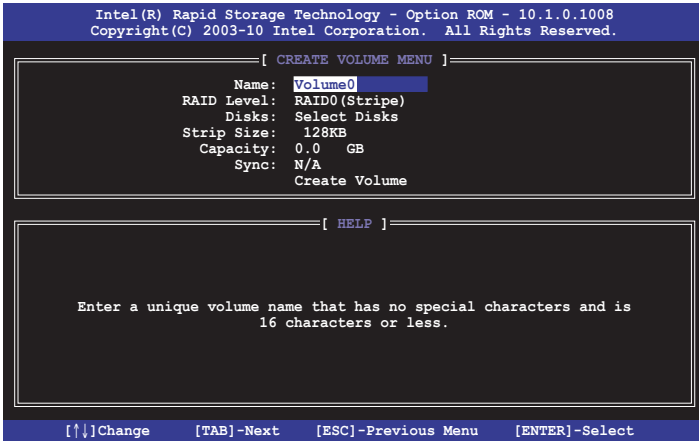 Intel(R) Rapid Storage Technology - Option ROM - 10.1.0.1008
Copyright(C) 2003-10 Intel Corporation. All Rights Reserved.
[ CREATE VOLUME MENU ]
Name: Volume0
RAID Level: RAID0(Stripe)
Disks: Select Disks
Strip Size: 128KB
Capacity: 0.0 GB
Sync: N/A
Create Volume
[ HELP ]
Enter a unique volume name that has no special characters and is
16 characters or less.
[↑↓]Change [TAB]-Next [ESC]-Previous Menu [ENTER]-Select